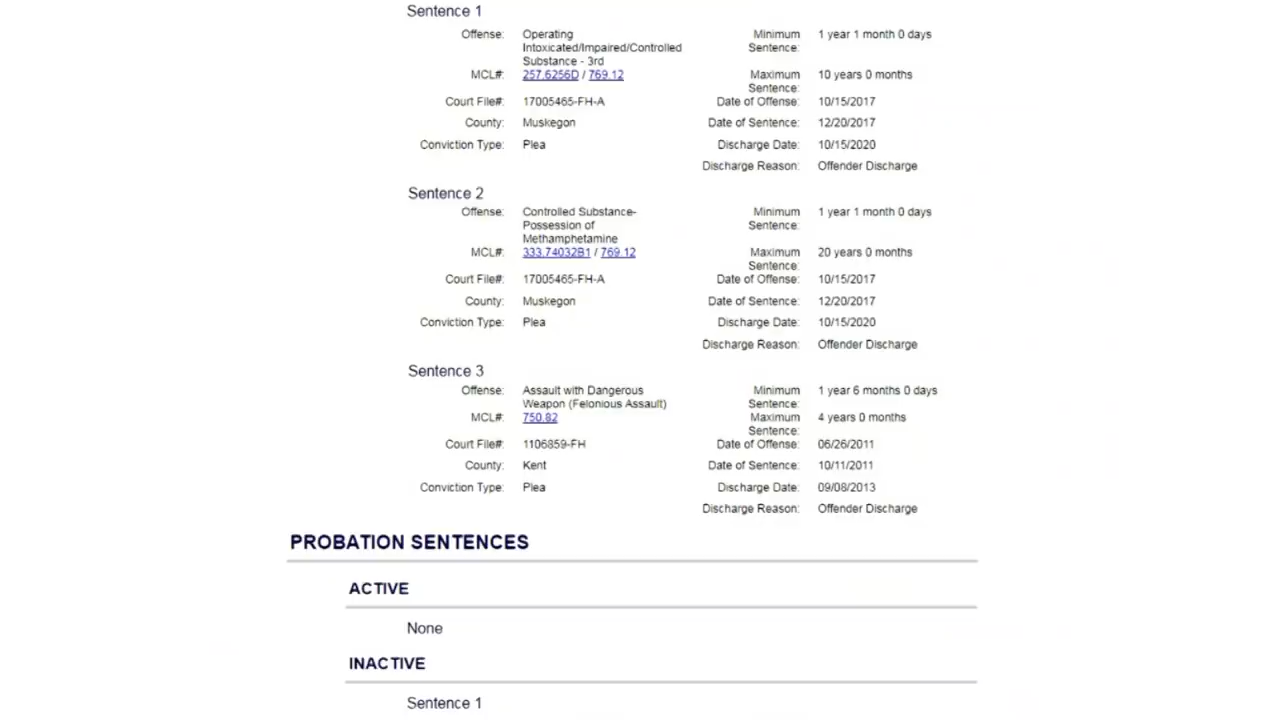 Sentence 1
Offense: Operating Minimum 1 year 1 month 0 days
Intoxicated/Impaired/Controlled Sentence:
Substance - 3rd
MCL#: 257.6256D / 769.12 Maximum 10 years 0 months
Sentence:
Court File#: 17005465-FH-A Date of Offense: 10/15/2017
County: Muskegon Date of Sentence: 12/20/2017
Conviction Type: Plea Discharge Date: 10/15/2020
Discharge Reason: Offender Discharge
Sentence 2
Offense: Controlled Substance- Minimum 1 year 1 month 0 days
Possession of Sentence:
Methamphetamine
MCL#: 333.74032B1 / 769.12 Maximum 20 years 0 months
Sentence:
Court File#: 17005465-FH-A Date of Offense: 10/15/2017
County: Muskegon Date of Sentence: 12/20/2017
Conviction Type: Plea Discharge Date: 10/15/2020
Discharge Reason: Offender Discharge
Sentence 3
Offense: Assault with Dangerous Minimum 1 year 6 months 0 days
Weapon (Felonious Assault) Sentence:
MCL#: 750.82 Maximum 4 years 0 months
Sentence:
Court File#: 1106859-FH Date of Offense: 06/26/2011
County: Kent Date of Sentence: 10/11/2011
Conviction Type: Plea Discharge Date: 09/08/2013
Discharge Reason: Offender Discharge
PROBATION SENTENCES
ACTIVE
None
INACTIVE
Sentence 1